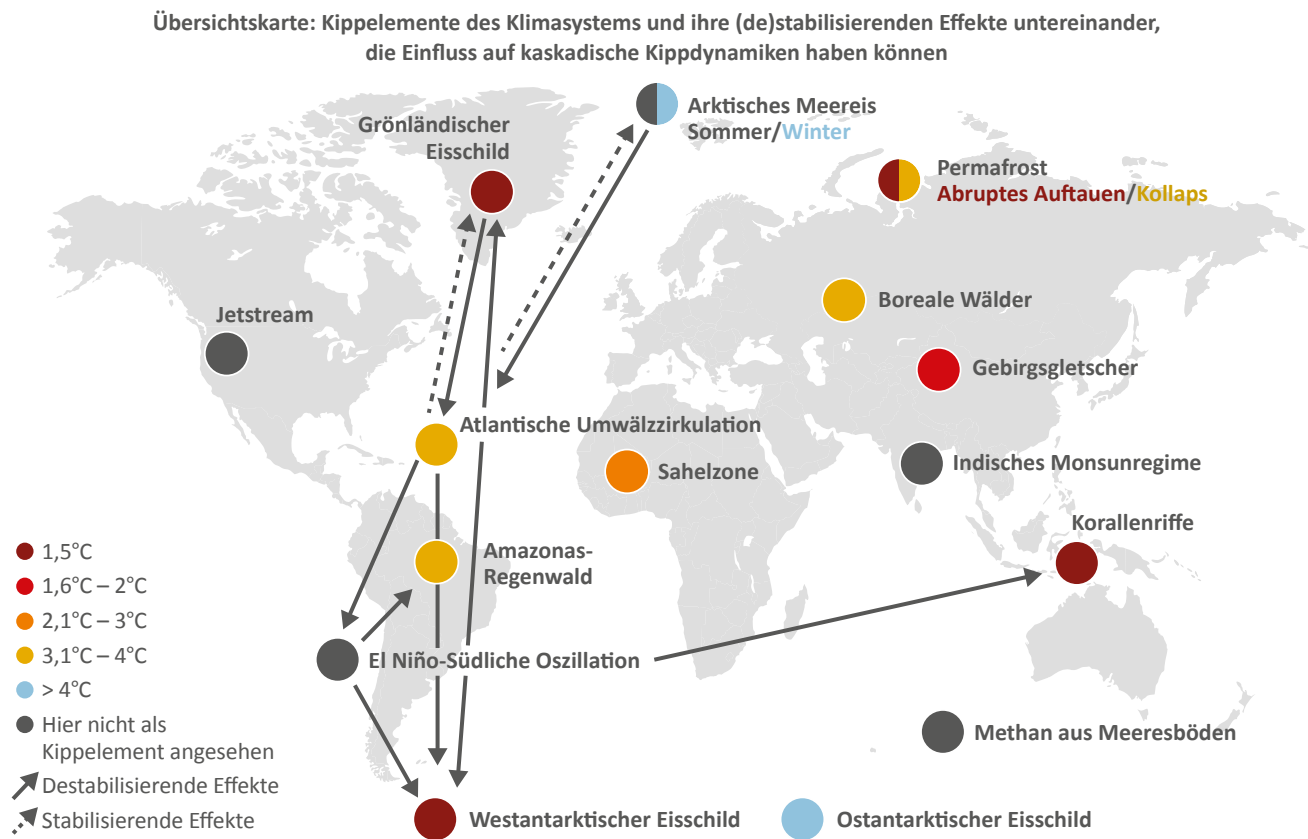 Übersichtskarte: Kippelemente des Klimasystems und ihre (de)stabilisierenden Effekte untereinander,
die Einfluss auf kaskadische Kippdynamiken haben können
Arktisches Meereis
Sommer/Winter
Grönländischer
Eisschild
Permafrost
Abruptes Auftauen/Kollaps
Boreale Wälder
Jetstream
Gebirgsgletscher
Atlantische Umwälzzirkulation
Sahelzone
Indisches Monsunregime
Korallenriffe
Amazonas-
Regenwald
El Niño-Südliche Oszillation
Methan aus Meeresböden
Westantarktischer Eisschild
Ostantarktischer Eisschild
1,5°C
1,6°C – 2°C
2,1°C – 3°C
3,1°C – 4°C
> 4°C
Hier nicht als
Kippelement angesehen
Destabilisierende Effekte
Stabilisierende Effekte